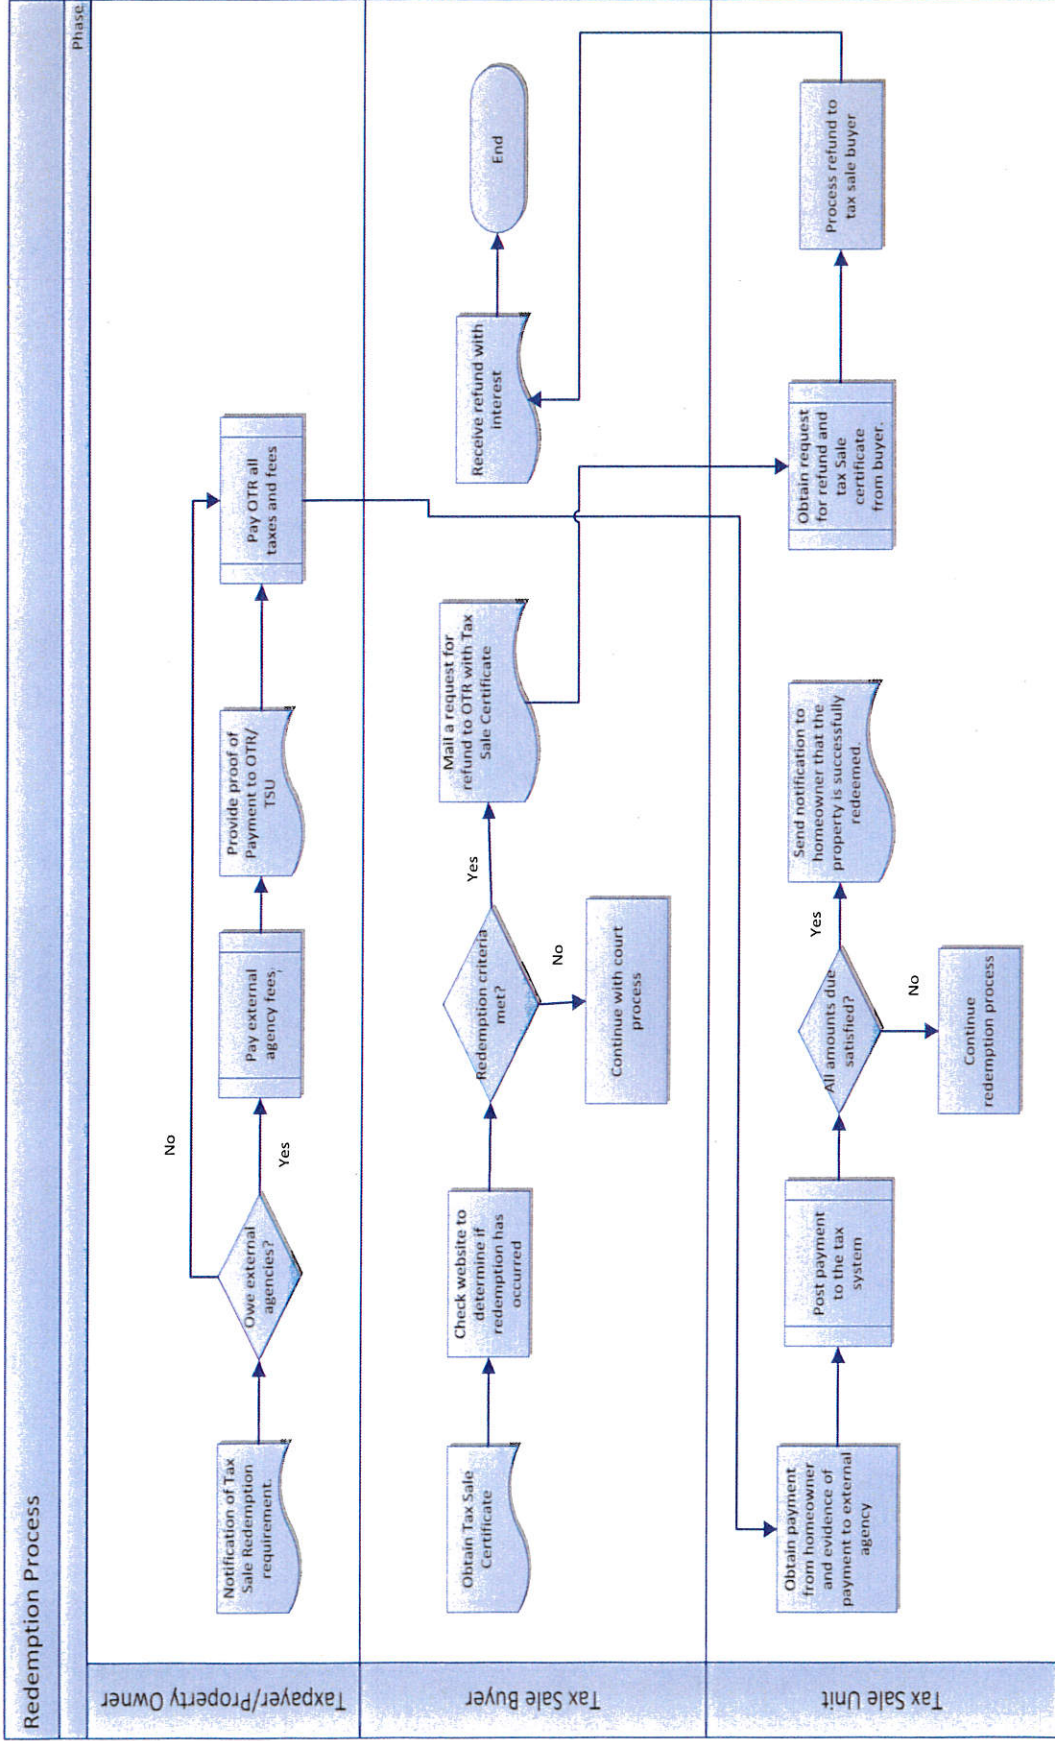 Redemption Process
Phase
Taxpayer/Property Owner
Notification of Tax
Sale Redemption
requirement.
Owe external
agencies?
No
Yes
Pay external
agency fees,
Provide proof of
Payment to OTR/
TSU
Pay OTR all
taxes and fees
Tax Sale Buyer
Obtain Tax Sale
Certificate
Check website to
determine if
redemption has
occurred
Redemption criteria
met?
Yes
No
Continue with court
process
Mail a request for
refund to OTR with Tax
Sale Certificate
Receive refund with
interest
End
Tax Sale Unit
Obtain payment
from homeowner
and evidence of
payment to external
agency
Post payment
to the tax
system
All amounts due
satisfied?
Yes
No
Continue
redemption process
Send notification to
homeowner that the
property is successfully
redeemed.
Obtain request
for refund and
tax Sale
certificate
from buyer.
Process refund to
tax sale buyer